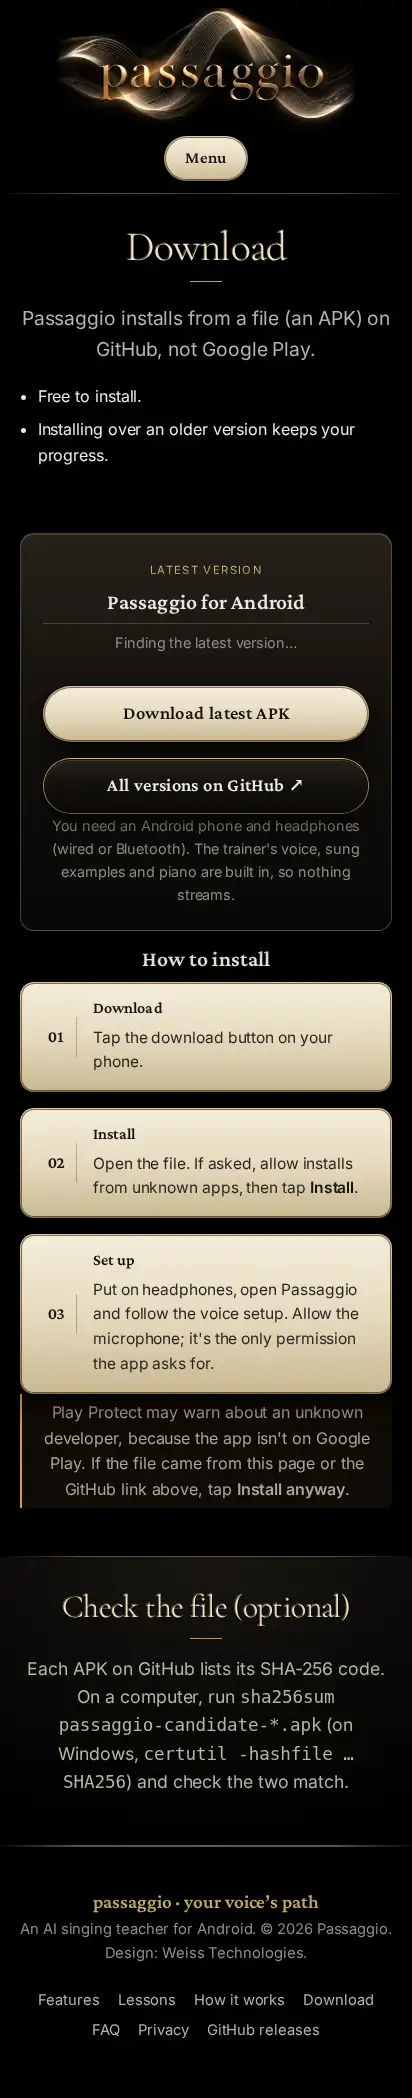 passaggio
Menu
Download
Passaggio installs from a file (an APK) on
GitHub, not Google Play.
• Free to install.
• Installing over an older version keeps your
progress.
LATEST VERSION
Passaggio for Android
Finding the latest version…
Download latest APK
All versions on GitHub ↗
You need an Android phone and headphones
(wired or Bluetooth). The trainer's voice, sung
examples and piano are built in, so nothing
streams.
How to install
01
Download
Tap the download button on your
phone.
02
Install
Open the file. If asked, allow installs
from unknown apps, then tap Install.
03
Set up
Put on headphones, open Passaggio
and follow the voice setup. Allow the
microphone; it's the only permission
the app asks for.
Play Protect may warn about an unknown
developer, because the app isn't on Google
Play. If the file came from this page or the
GitHub link above, tap Install anyway.
Check the file (optional)
Each APK on GitHub lists its SHA-256 code.
On a computer, run sha256sum
passaggio-candidate-*.apk (on
Windows, certutil -hashfile …
SHA256) and check the two match.
passaggio · your voice’s path
An AI singing teacher for Android. © 2026 Passaggio.
Design: Weiss Technologies.
Features Lessons How it works Download
FAQ Privacy GitHub releases